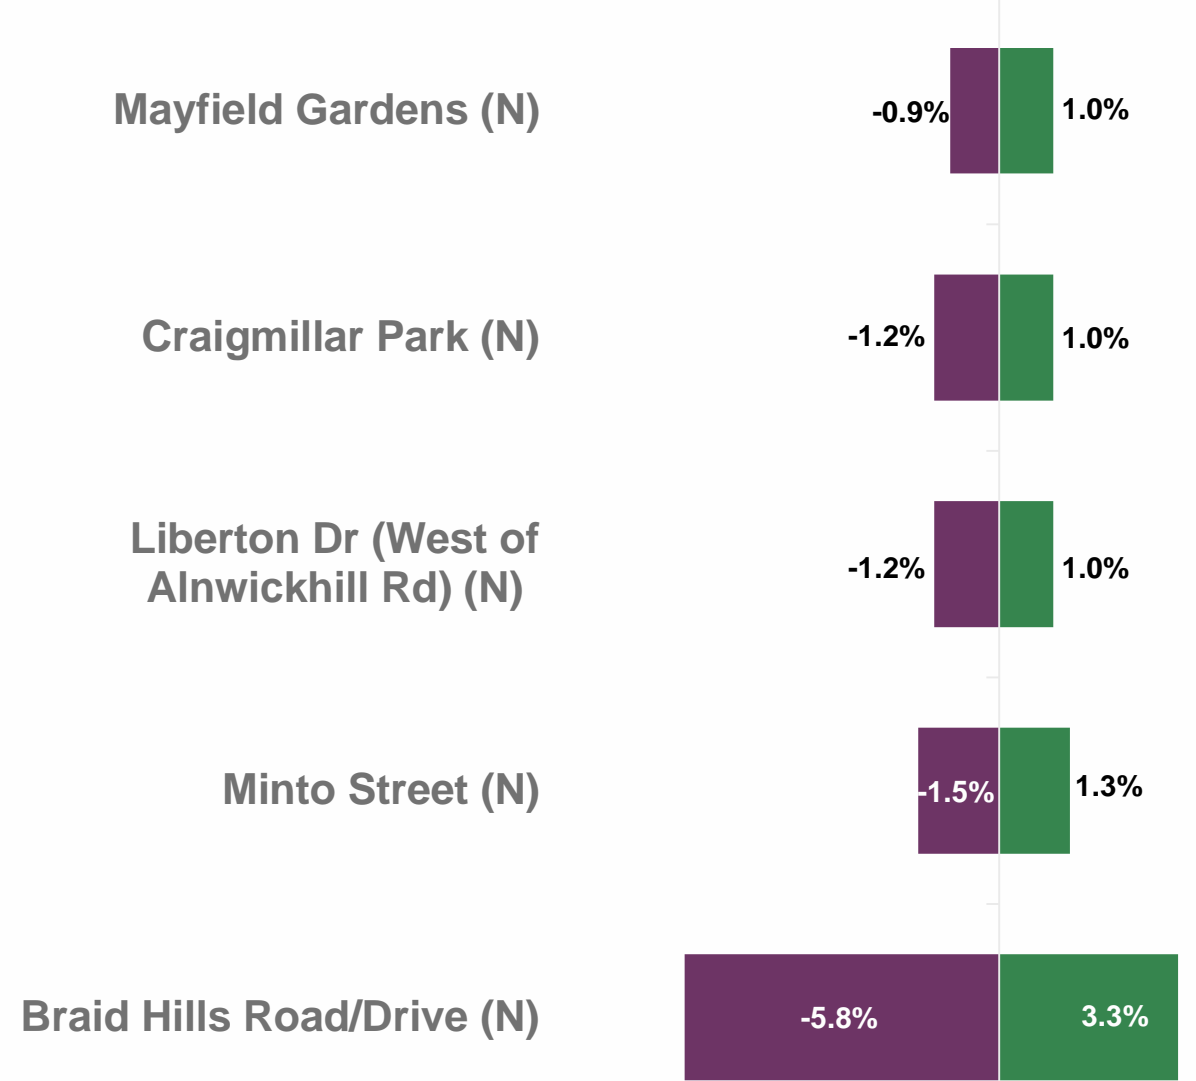 Mayfield Gardens (N)
-0.9%
1.0%
Craigmillar Park (N)
-1.2%
1.0%
Liberton Dr (West of
Alnwickhill Rd) (N)
-1.2%
1.0%
Minto Street (N)
-1.5%
1.3%
Braid Hills Road/Drive (N)
-5.8%
3.3%